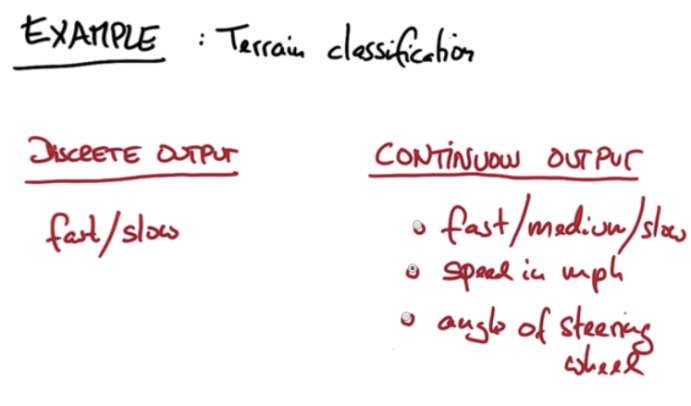 EXAMPLE : Terrain classification
DISCRETE OUTPUT
fast/slow
CONTINUOUS OUTPUT
fast/medium/slow
speed in mph
angle of steering
wheel